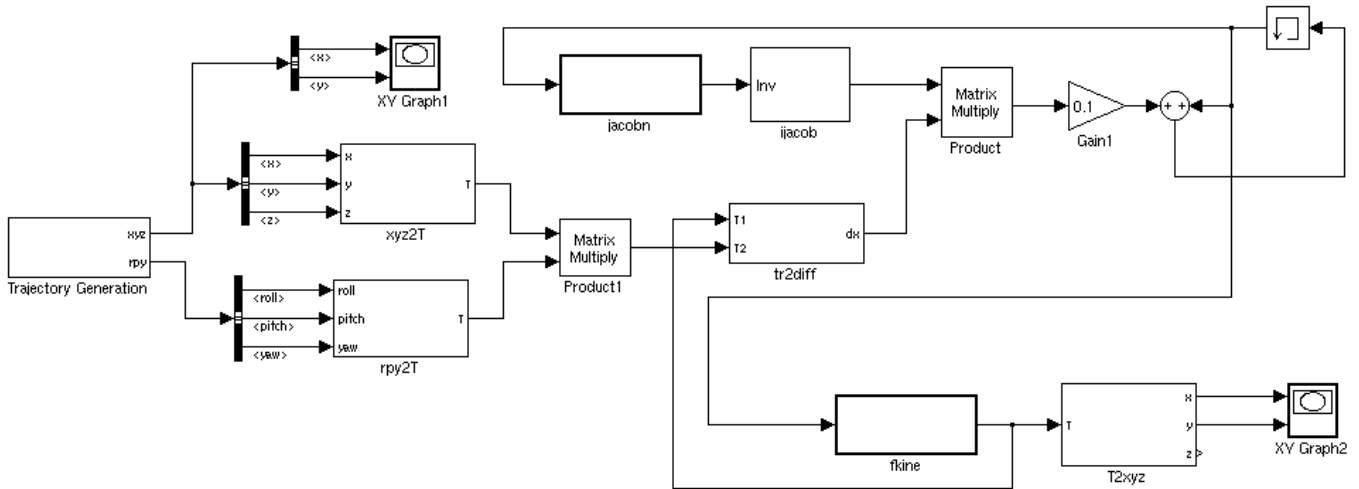 <x>
<y>
XY Graph1
jacobn
Inv
ijacob
Matrix
Multiply
Product
0.1
Gain1
+ +
<x>
<y>
<z>
x
y
z
T
xyz2T
xyz
rpy
Trajectory Generation
<roll>
<pitch>
<yaw>
roll
pitch
yaw
T
rpy2T
Matrix
Multiply
Product1
T1
T2
dx
tr2diff
fkine
T
x
y
z
T2xyz
XY Graph2